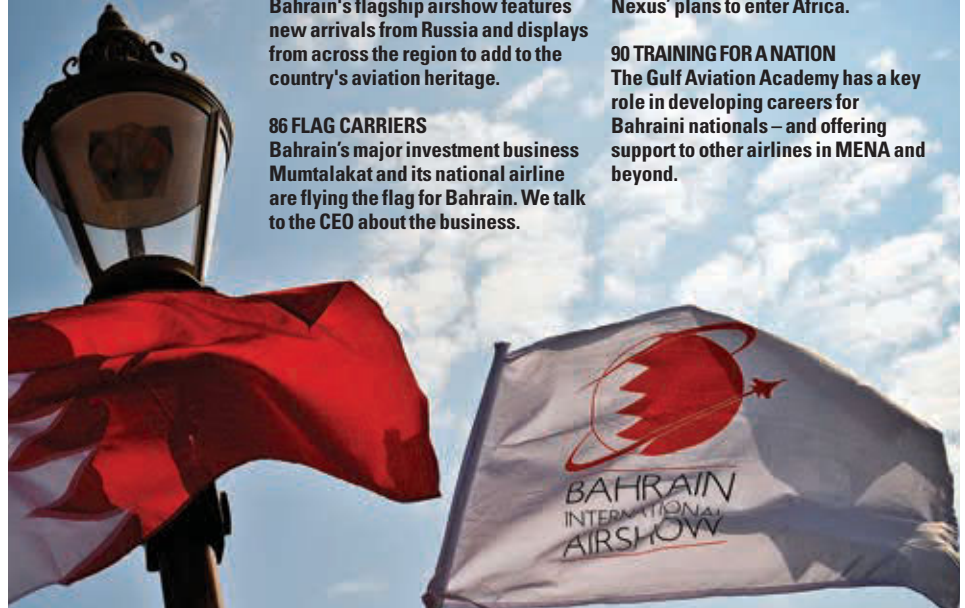 Bahrain's flagship airshow features
new arrivals from Russia and displays
from across the region to add to the
country's aviation heritage.
86 FLAG CARRIERS
Bahrain's major investment business
Mumtalakat and its national airline
are flying the flag for Bahrain. We talk
to the CEO about the business.
Nexus' plans to enter Africa.
90 TRAINING FOR A NATION
The Gulf Aviation Academy has a key
role in developing careers for
Bahraini nationals – and offering
support to other airlines in MENA and
beyond.
BAHRAIN
INTERNATIONAL
AIRSHOW